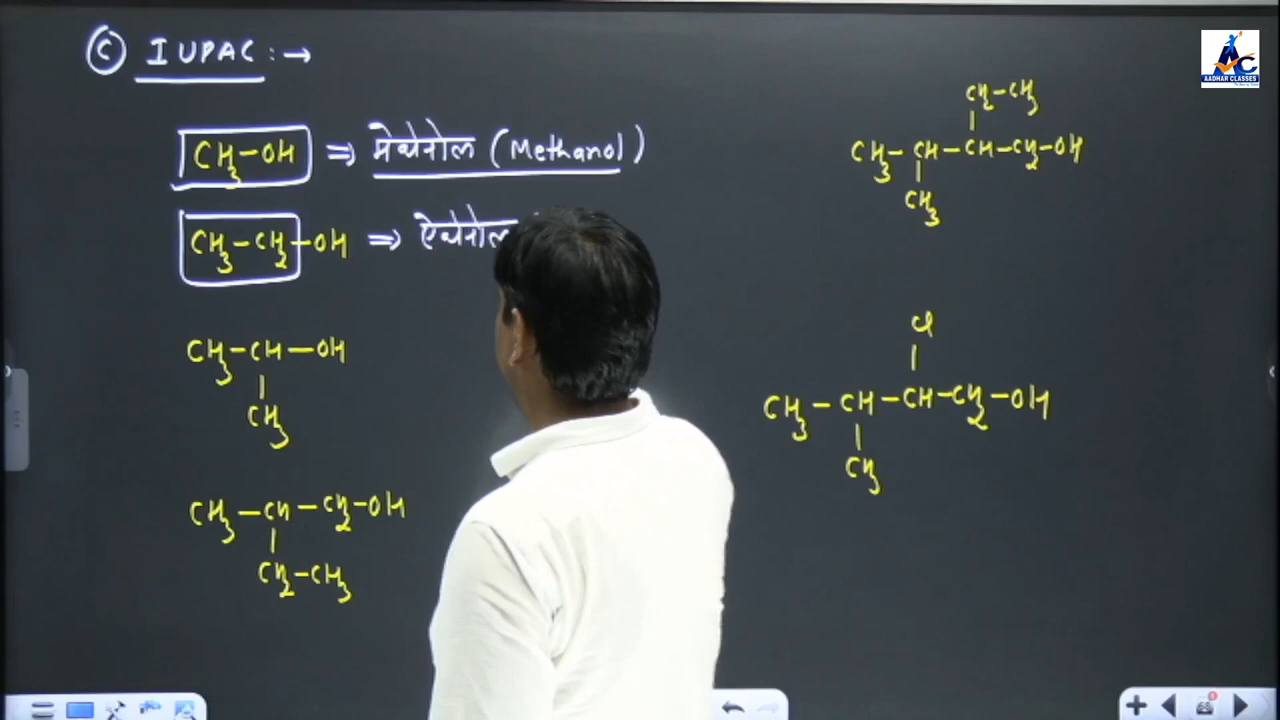 © IUPAC :→
CH3-OH ⇒ मेथेनोल (Methanol)
CH3-CH2-OH ⇒ ऐथेनोल
CH3-CH-OH
CH3
CH3-CH-CH2-OH
CH2-CH3
CH2-CH3
CH3-CH-CH-CH2-OH
CH3
Cl
CH3-CH-CH-CH2-OH
CH3
AC
AADHAR CLASSES